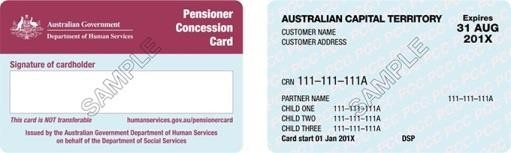 Australian Government
Department of Human Services
Pensioner
Concession
Card
Signature of cardholder
SAMPLE
This card is NOT transferable humanservices.gov.au/pensionercard
Issued by the Australian Government Department of Human Services
on behalf of the Department of Social Services
AUSTRALIAN CAPITAL TERRITORY Expires
CUSTOMER NAME 31 AUG
CUSTOMER ADDRESS 201X
SAMPLE
CRN 111–111–111A
PARTNER NAME 111–111–111A
CHILD ONE 111–111–111A
CHILD TWO 111–111–111A
CHILD THREE 111–111–111A
Card start 01 Jan 201X DSP